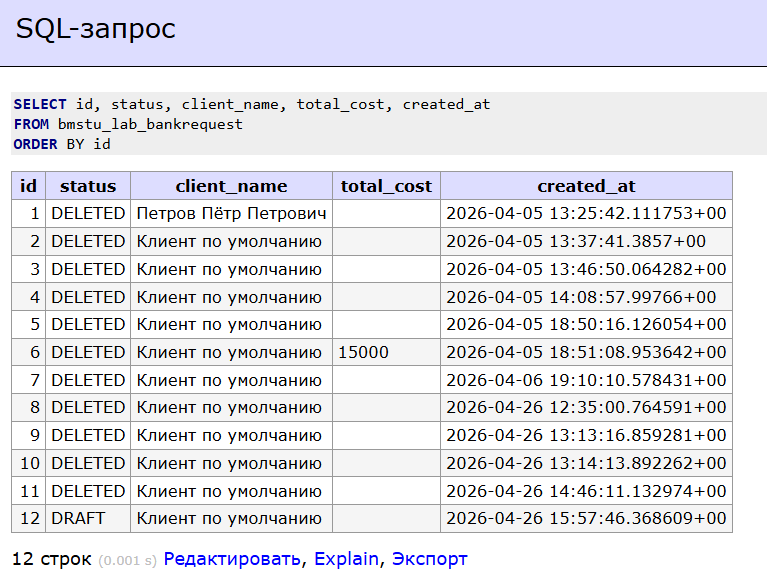 SQL-запрос
SELECT id, status, client_name, total_cost, created_at
FROM bmstu_lab_bankrequest
ORDER BY id
id status client_name total_cost created_at
1 DELETED Петров Пётр Петрович 2026-04-05 13:25:42.111753+00
2 DELETED Клиент по умолчанию 2026-04-05 13:37:41.3857+00
3 DELETED Клиент по умолчанию 2026-04-05 13:46:50.064282+00
4 DELETED Клиент по умолчанию 2026-04-05 14:08:57.99766+00
5 DELETED Клиент по умолчанию 2026-04-05 18:50:16.126054+00
6 DELETED Клиент по умолчанию 15000 2026-04-05 18:51:08.953642+00
7 DELETED Клиент по умолчанию 2026-04-06 19:10:10.578431+00
8 DELETED Клиент по умолчанию 2026-04-26 12:35:00.764591+00
9 DELETED Клиент по умолчанию 2026-04-26 13:13:16.859281+00
10 DELETED Клиент по умолчанию 2026-04-26 13:14:13.892262+00
11 DELETED Клиент по умолчанию 2026-04-26 14:46:11.132974+00
12 DRAFT Клиент по умолчанию 2026-04-26 15:57:46.368609+00
12 строк (0.001 s) Редактировать, Explain, Экспорт